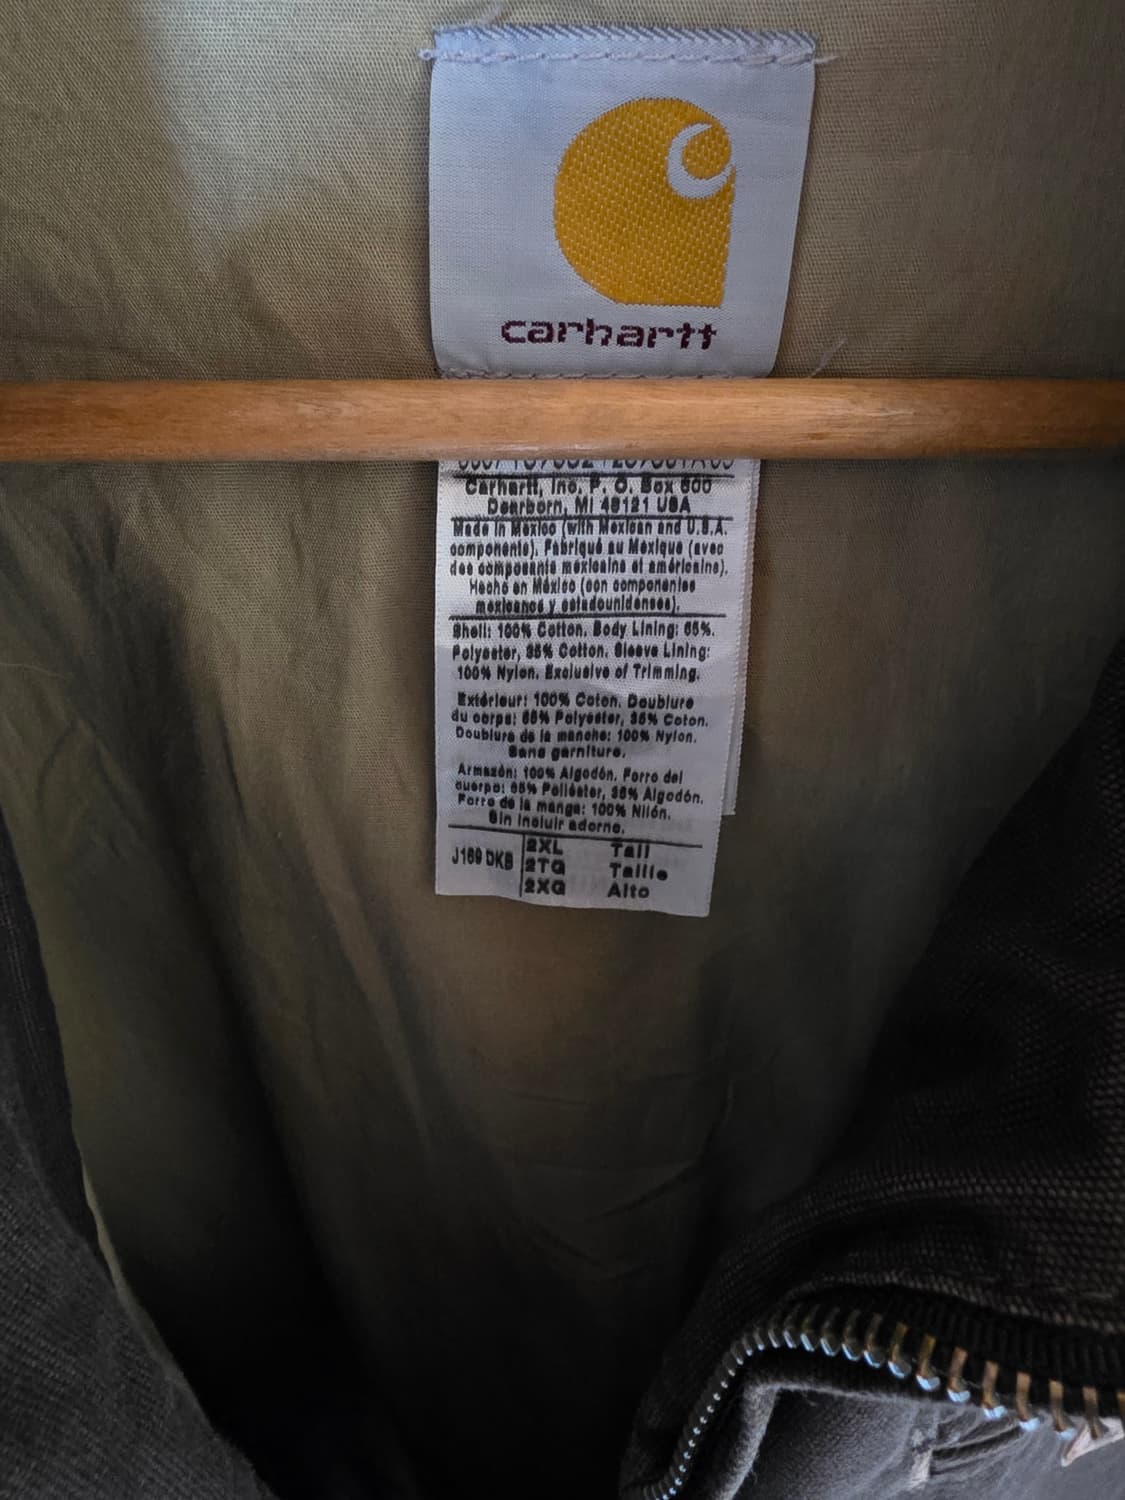 carhartt
Carhartt, Inc. P. O. Box 600
Dearborn, MI 48121 USA
Made in Mexico (with Mexican and U.S.A.
components). Fabriqué au Mexique (avec
des composants mexicains et américains).
Hecho en México (con componentes
mexicanos y estadounidenses).
Shell: 100% Cotton. Body Lining: 65%.
Polyester, 35% Cotton. Sleeve Lining:
100% Nylon. Exclusive of Trimming.
Extérieur: 100% Coton. Doublure
du corps: 65% Polyester, 35% Coton.
Doublure de la manche: 100% Nylon.
Sans garniture.
Armazón: 100% Algodón. Forro del
cuerpo: 65% Poliéster, 35% Algodón.
Forro de la manga: 100% Nilón.
Sin incluir adorno.
J169 DKB 2XL Tall
2TG Taille
2XG Alto